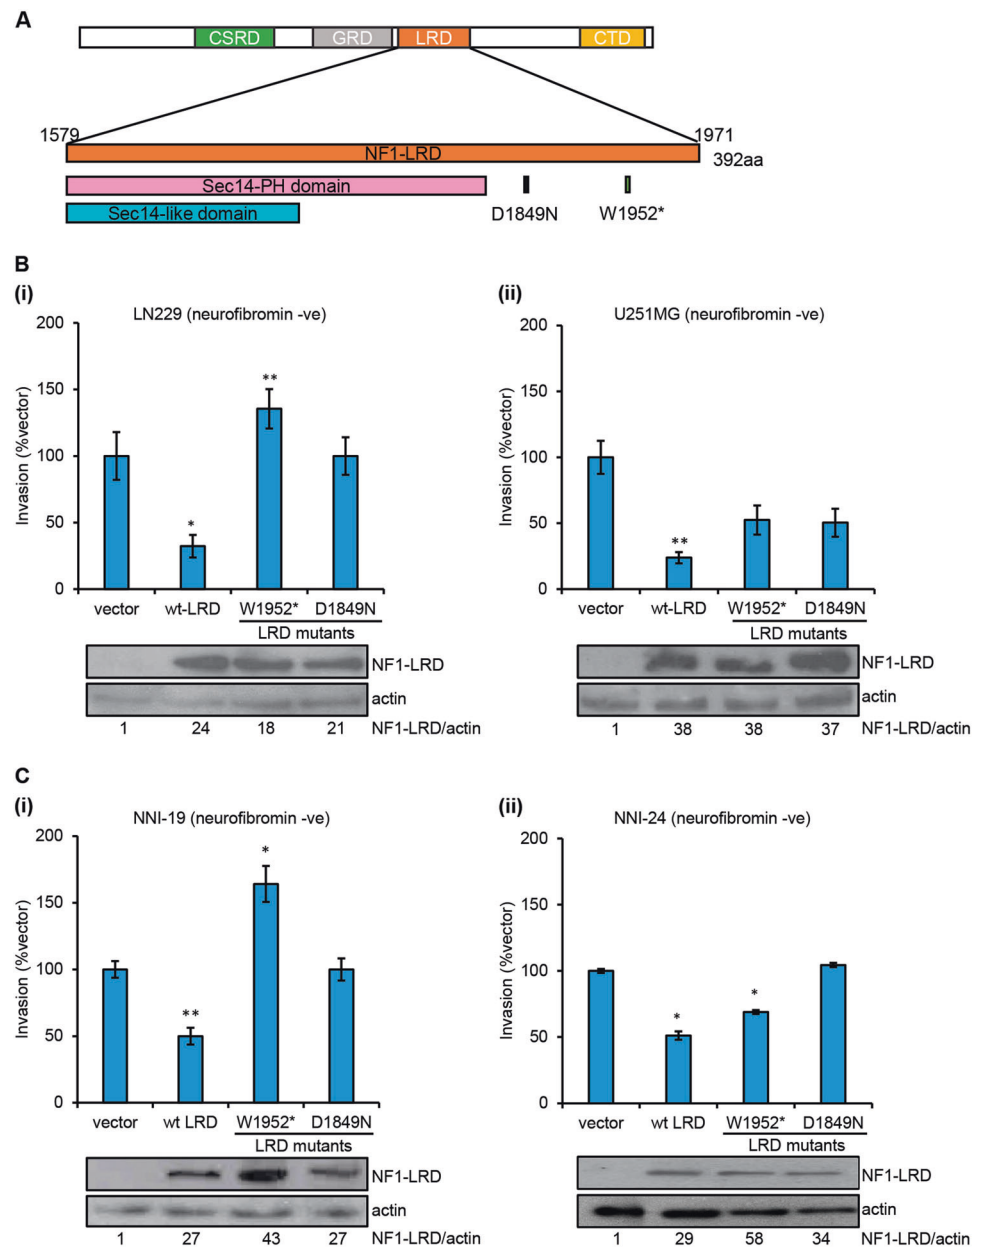 A
CSRD GRD LRD CTD
1579 1971
NF1-LRD 392aa
Sec14-PH domain
Sec14-like domain D1849N W1952*
B
(i)
LN229 (neurofibromin -ve)
Invasion (%vector)
200
150
100
50
0
*
**
vector wt-LRD W1952* D1849N
LRD mutants
NF1-LRD
actin
1 24 18 21 NF1-LRD/actin
(ii)
U251MG (neurofibromin -ve)
Invasion (%vector)
200
150
100
50
0
**
vector wt-LRD W1952* D1849N
LRD mutants
NF1-LRD
actin
1 38 38 37 NF1-LRD/actin
C
(i)
NNI-19 (neurofibromin -ve)
Invasion (%vector)
200
150
100
50
0
**
*
vector wt LRD W1952* D1849N
LRD mutants
NF1-LRD
actin
1 27 43 27 NF1-LRD/actin
(ii)
NNI-24 (neurofibromin -ve)
Invasion (%vector)
200
150
100
50
0
*
*
vector wt LRD W1952* D1849N
LRD mutants
NF1-LRD
actin
1 29 58 34 NF1-LRD/actin